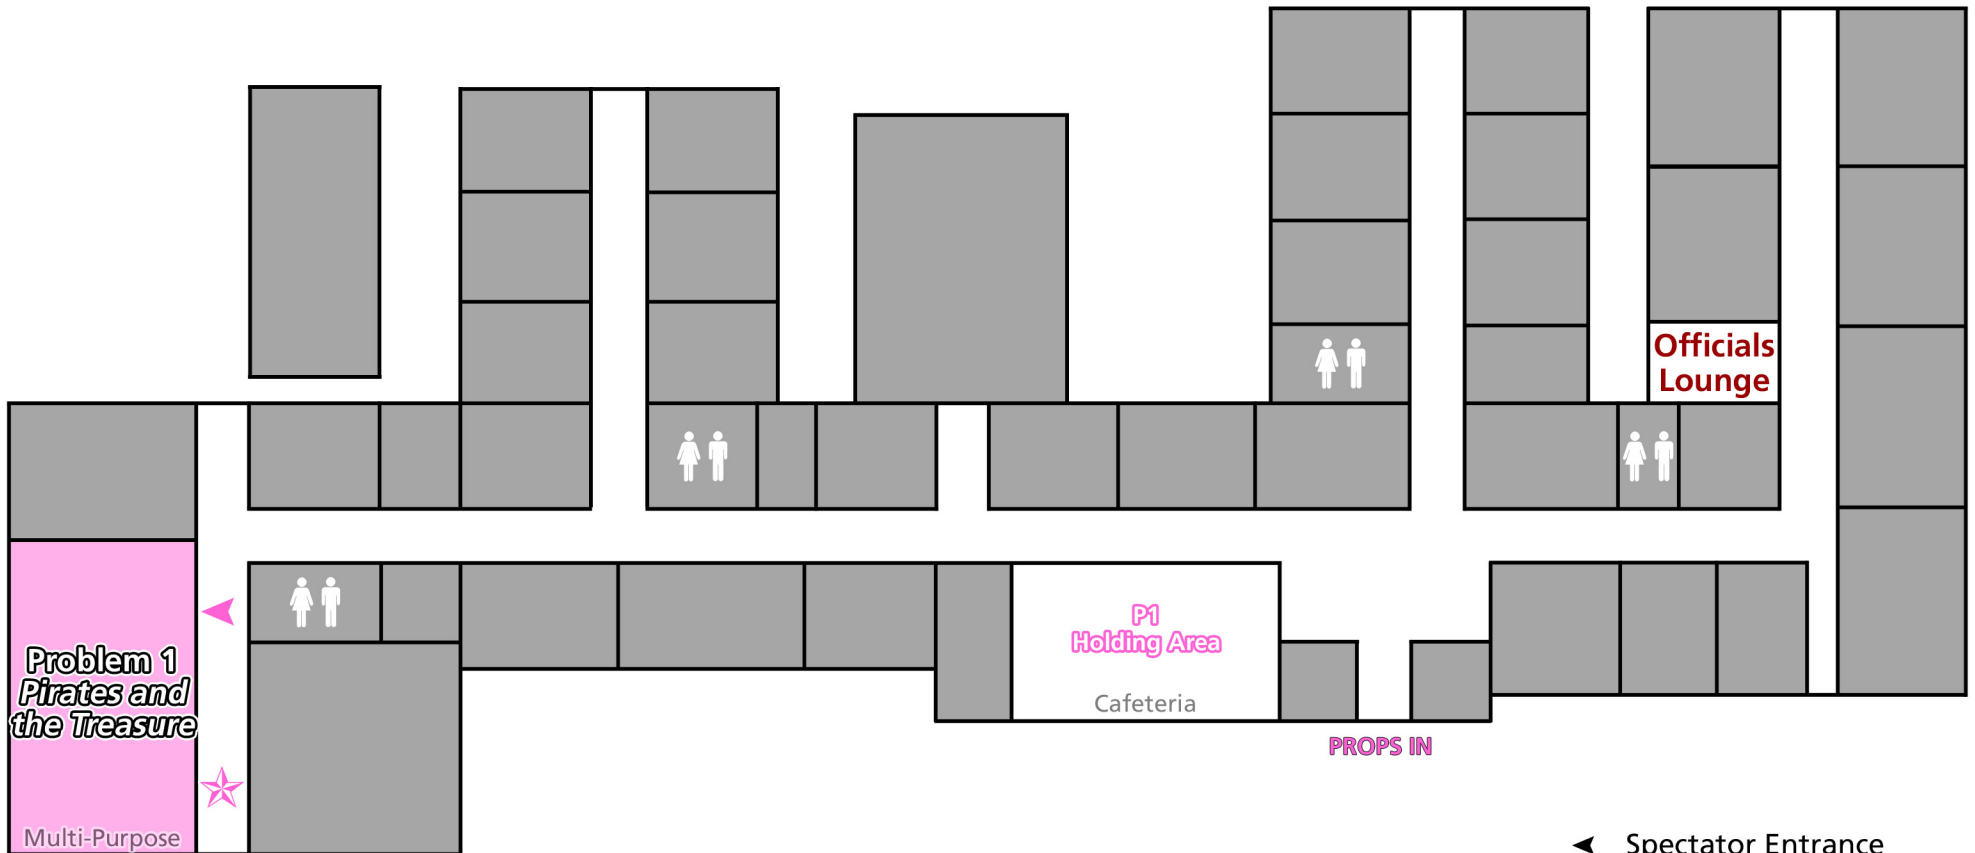 Officials
Lounge
P1
Holding Area
Cafeteria
Problem 1
Pirates and
the Treasure
Multi-Purpose
PROPS IN
Spectator Entrance